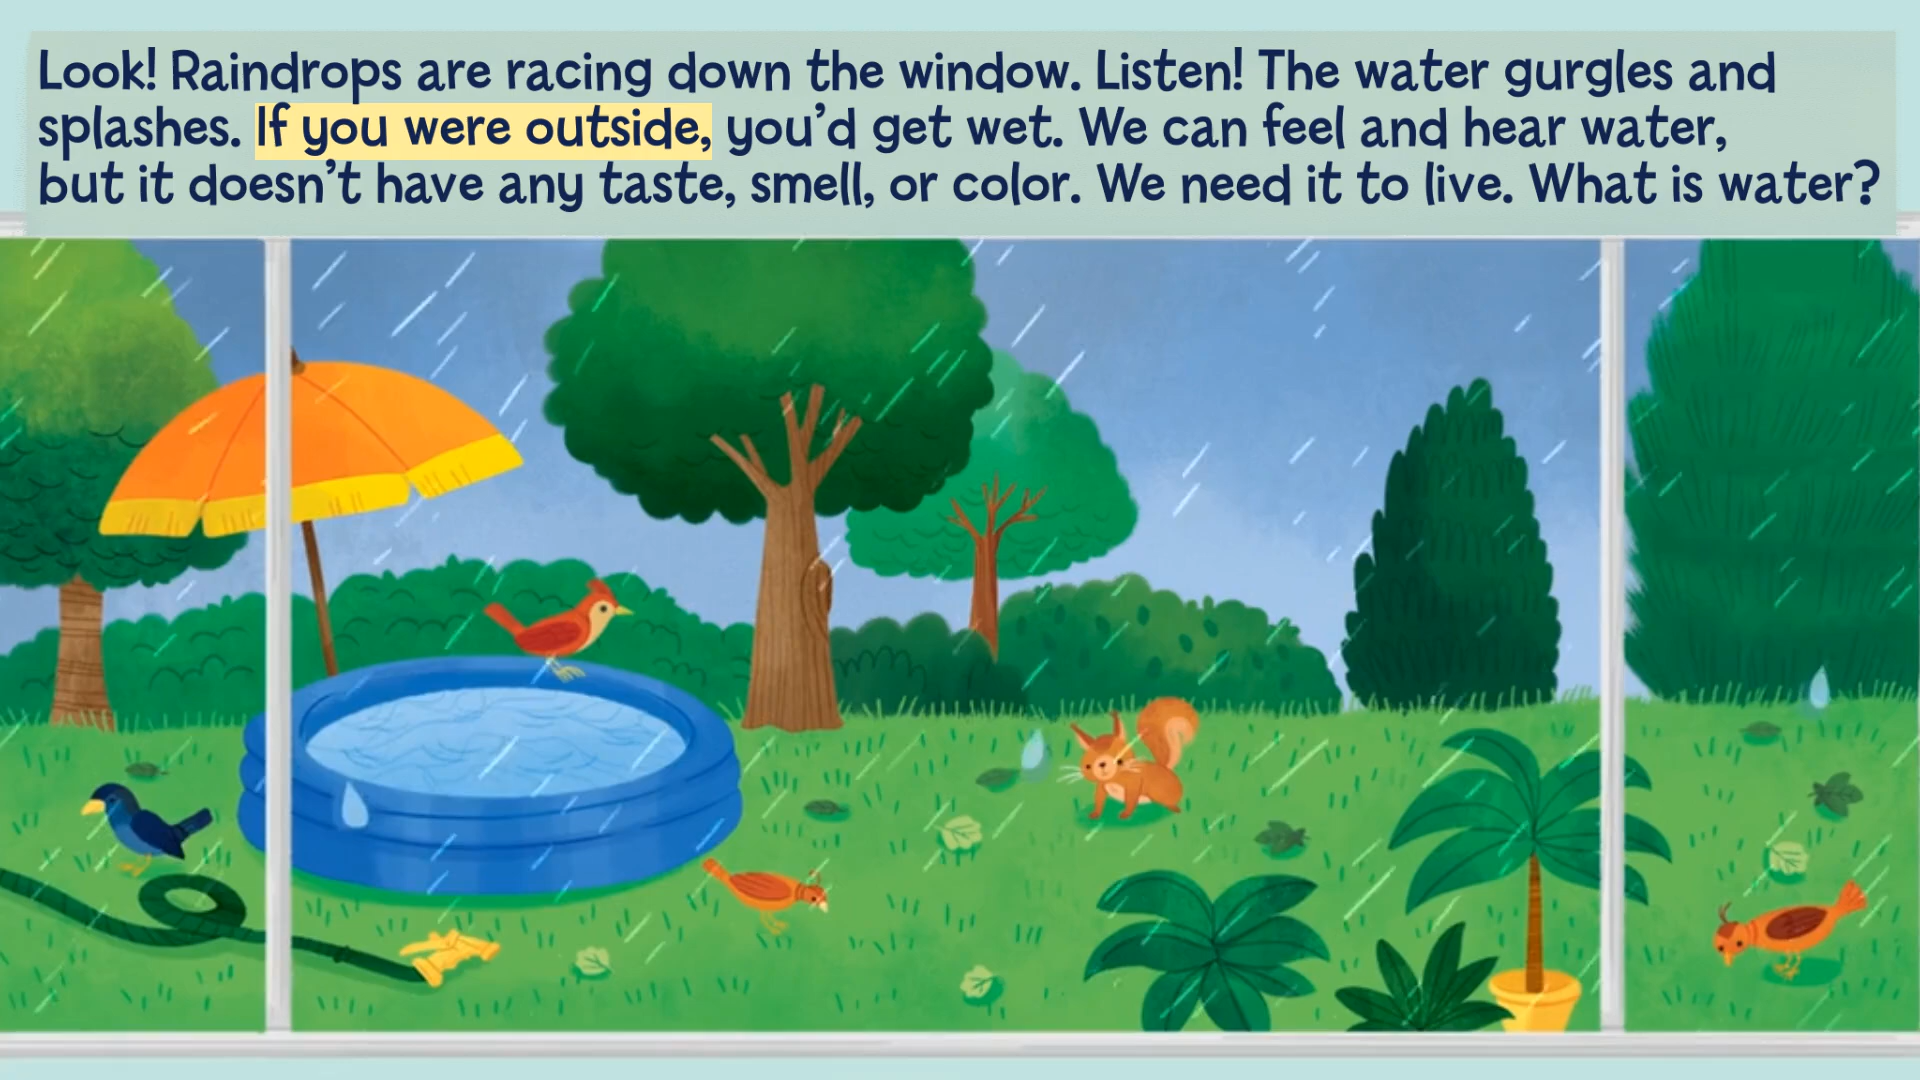 Look! Raindrops are racing down the window. Listen! The water gurgles and
splashes. If you were outside, you’d get wet. We can feel and hear water,
but it doesn’t have any taste, smell, or color. We need it to live. What is water?